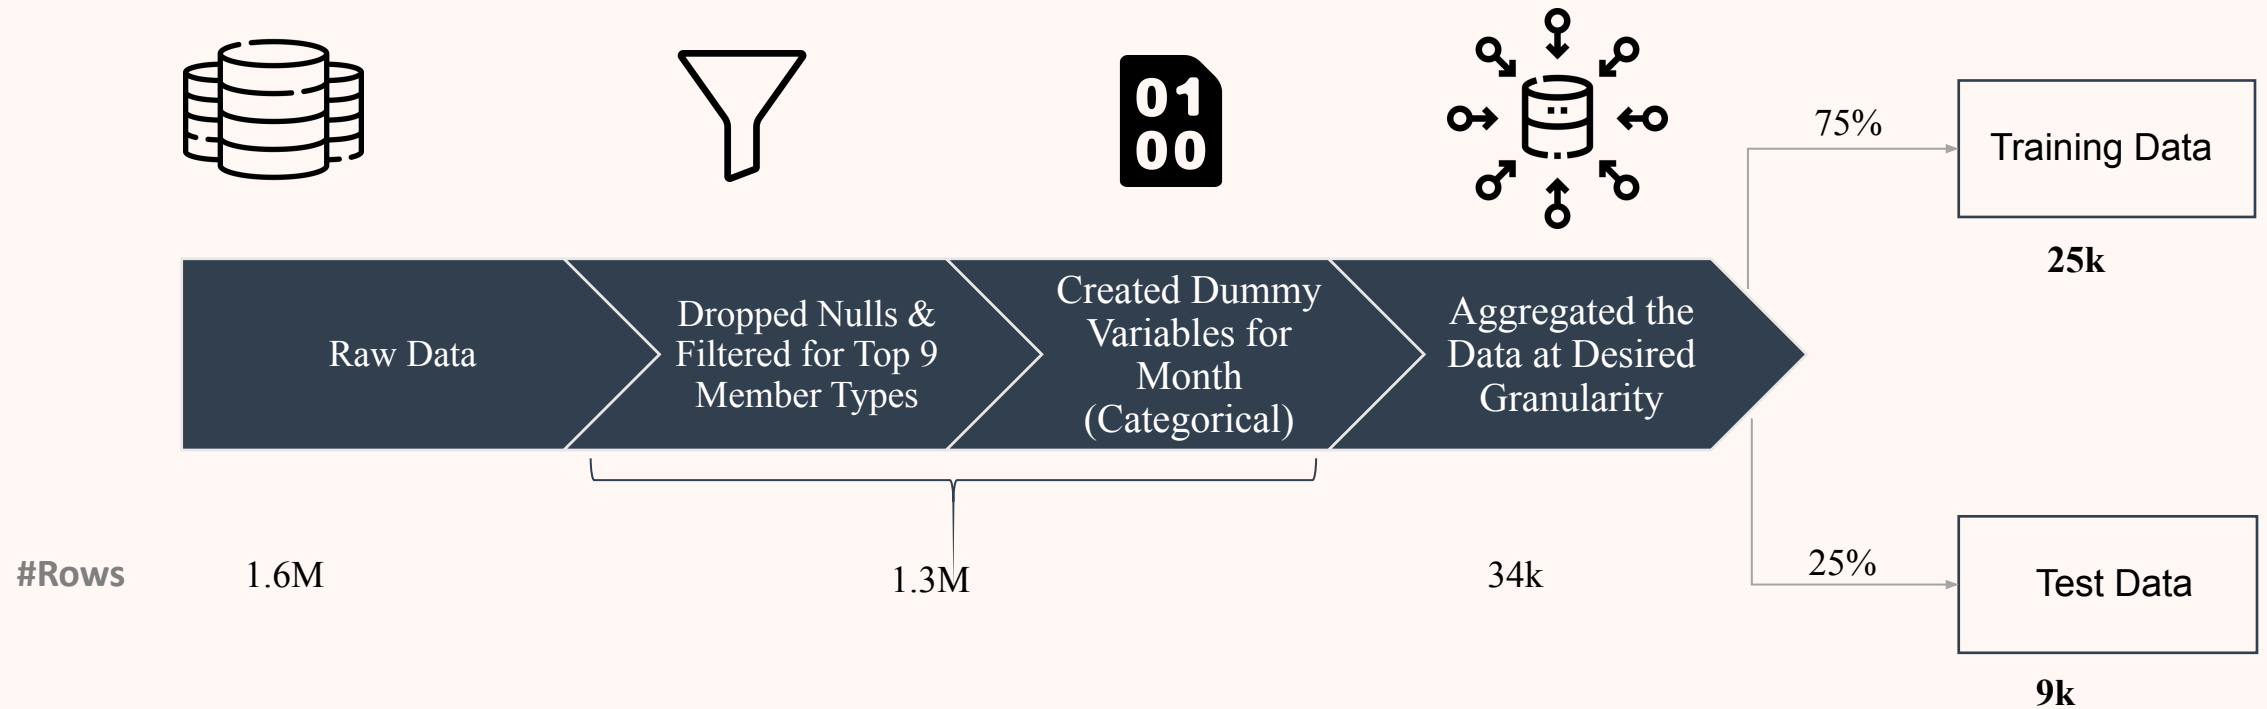 01
00
75%
Training Data
25k
Raw Data
Dropped Nulls &
Filtered for Top 9
Member Types
Created Dummy
Variables for
Month
(Categorical)
Aggregated the
Data at Desired
Granularity
#Rows
1.6M
1.3M
34k
25%
Test Data
9k